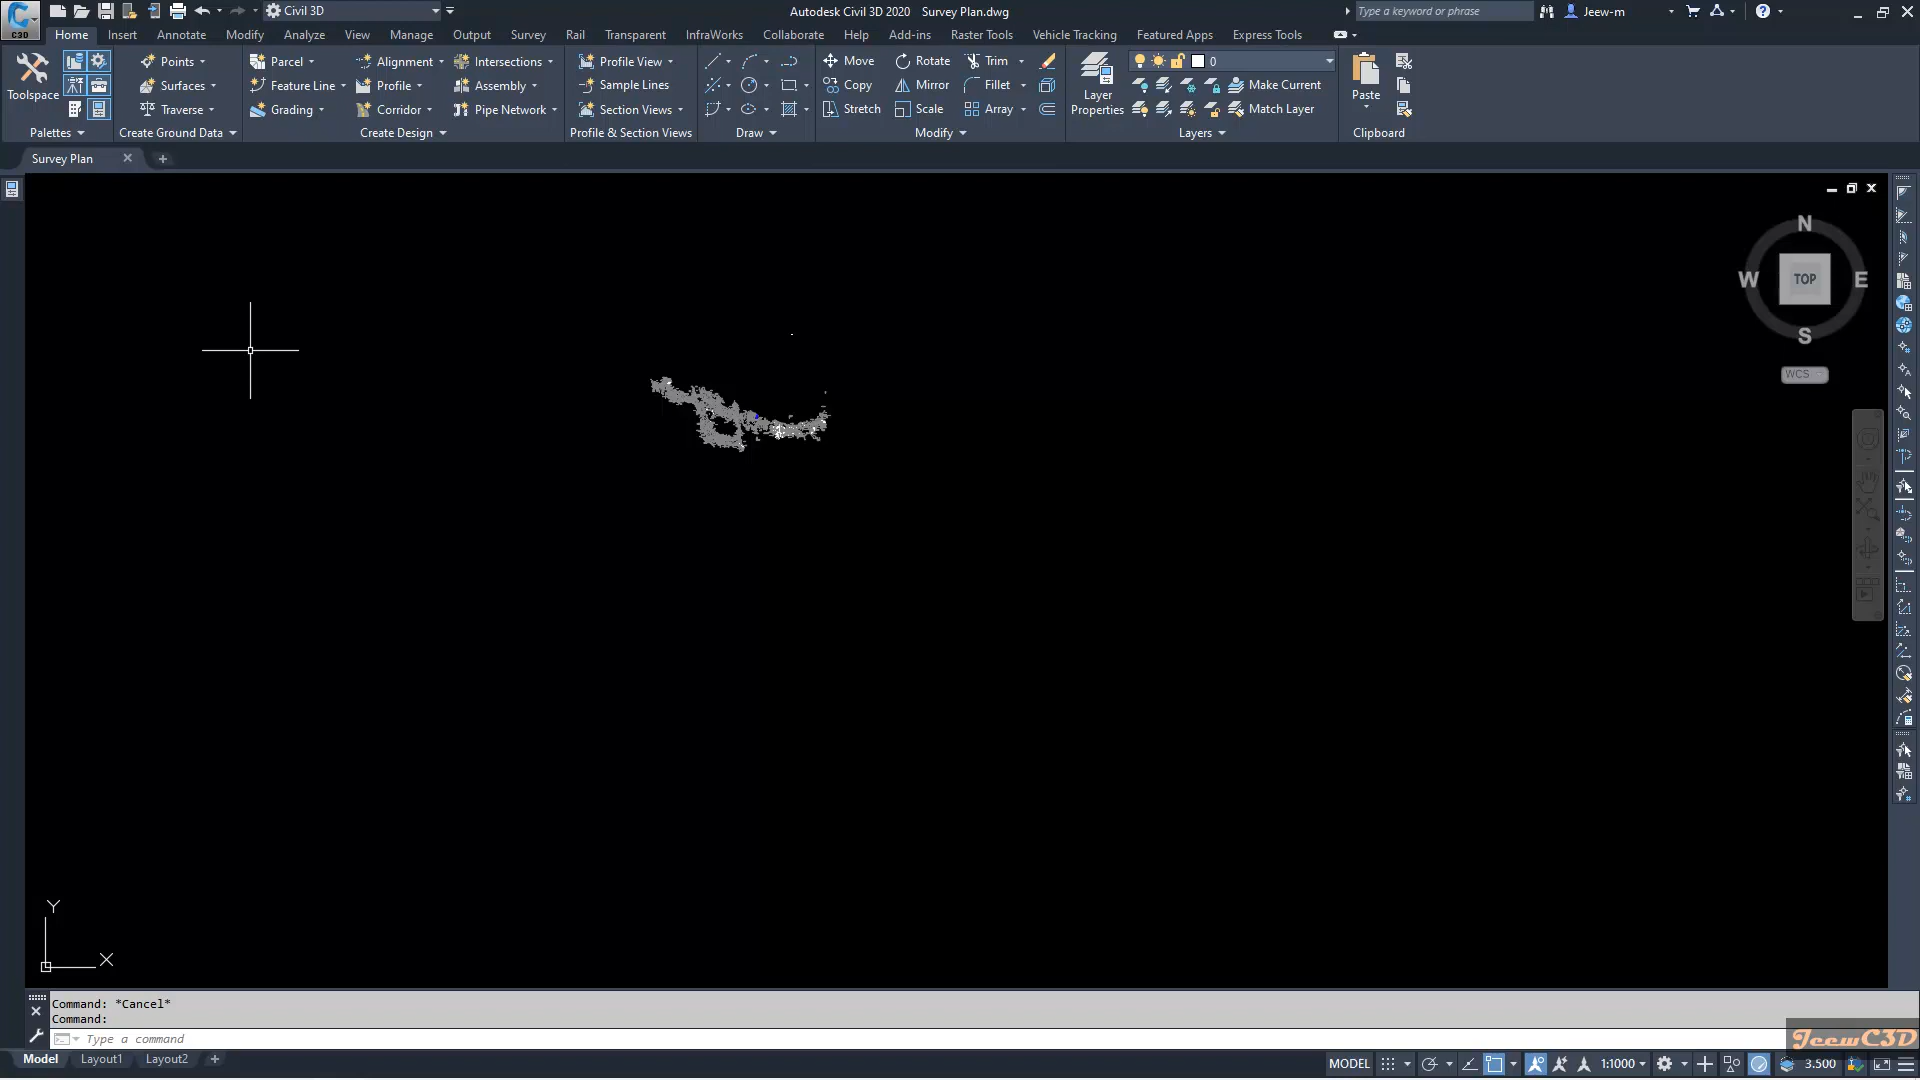 C3D
Civil 3D
Autodesk Civil 3D 2020 Survey Plan.dwg
Type a keyword or phrase
Jeew-m
Home Insert Annotate Modify Analyze View Manage Output Survey Rail Transparent InfraWorks Collaborate Help Add-ins Raster Tools Vehicle Tracking Featured Apps Express Tools
Toolspace
Palettes
Points
Surfaces
Traverse
Create Ground Data
Parcel
Feature Line
Grading
Alignment
Profile
Corridor
Intersections
Assembly
Pipe Network
Create Design
Profile View
Sample Lines
Section Views
Profile & Section Views
Draw
Move
Copy
Stretch
Rotate
Mirror
Scale
Trim
Fillet
Array
Modify
Layer
Properties
0
Make Current
Match Layer
Layers
Paste
Clipboard
Survey Plan
N
W
TOP
E
S
WCS
Y
X
Command: *Cancel*
Command:
Type a command
JeewC3D
Model Layout1 Layout2
MODEL
1:1000
3.500